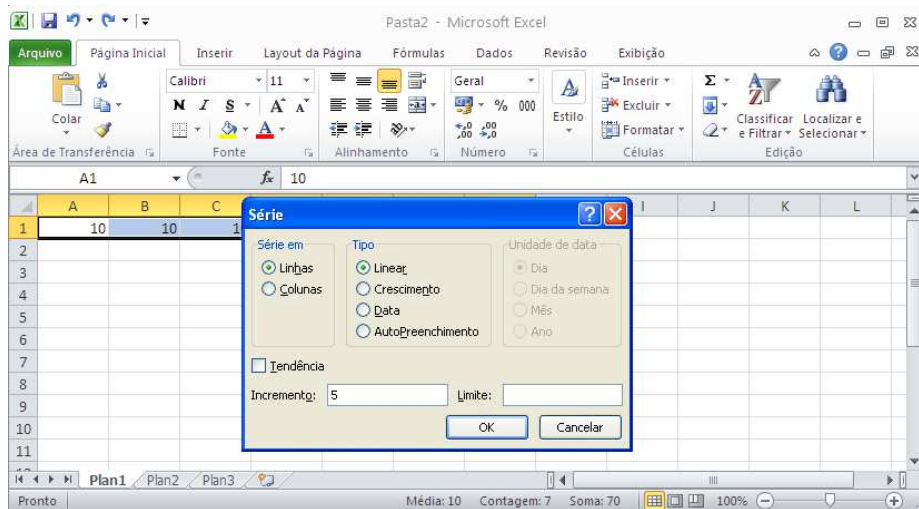 Pasta2 - Microsoft Excel
Arquivo Página Inicial Inserir Layout da Página Fórmulas Dados Revisão Exibição
Colar
Calibri 11
N I S A A
Geral
% 000
,00 ,00
,0 ,0
Estilo
Inserir
Excluir
Formatar
Σ
Classificar e Filtrar
Localizar e Selecionar
Área de Transferência Fonte Alinhamento Número Células Edição
A1 fx 10
A B C I J K L
1 10 10
2
3
4
5
6
7
8
9
10
11
Série
Série em
Linhas
Colunas
Tipo
Linear
Crescimento
Data
AutoPreenchimento
Unidade de data
Dia
Dia da semana
Mês
Ano
Tendência
Incremento: 5 Limite:
OK Cancelar
Plan1 Plan2 Plan3
Pronto Média: 10 Contagem: 7 Soma: 70 100%